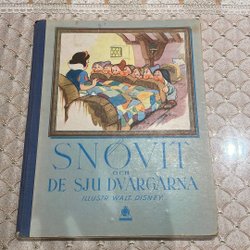 SNÖVIT
OCH
DE SJU DVÄRGARNA
ILLUSTR. WALT. DISNEY.